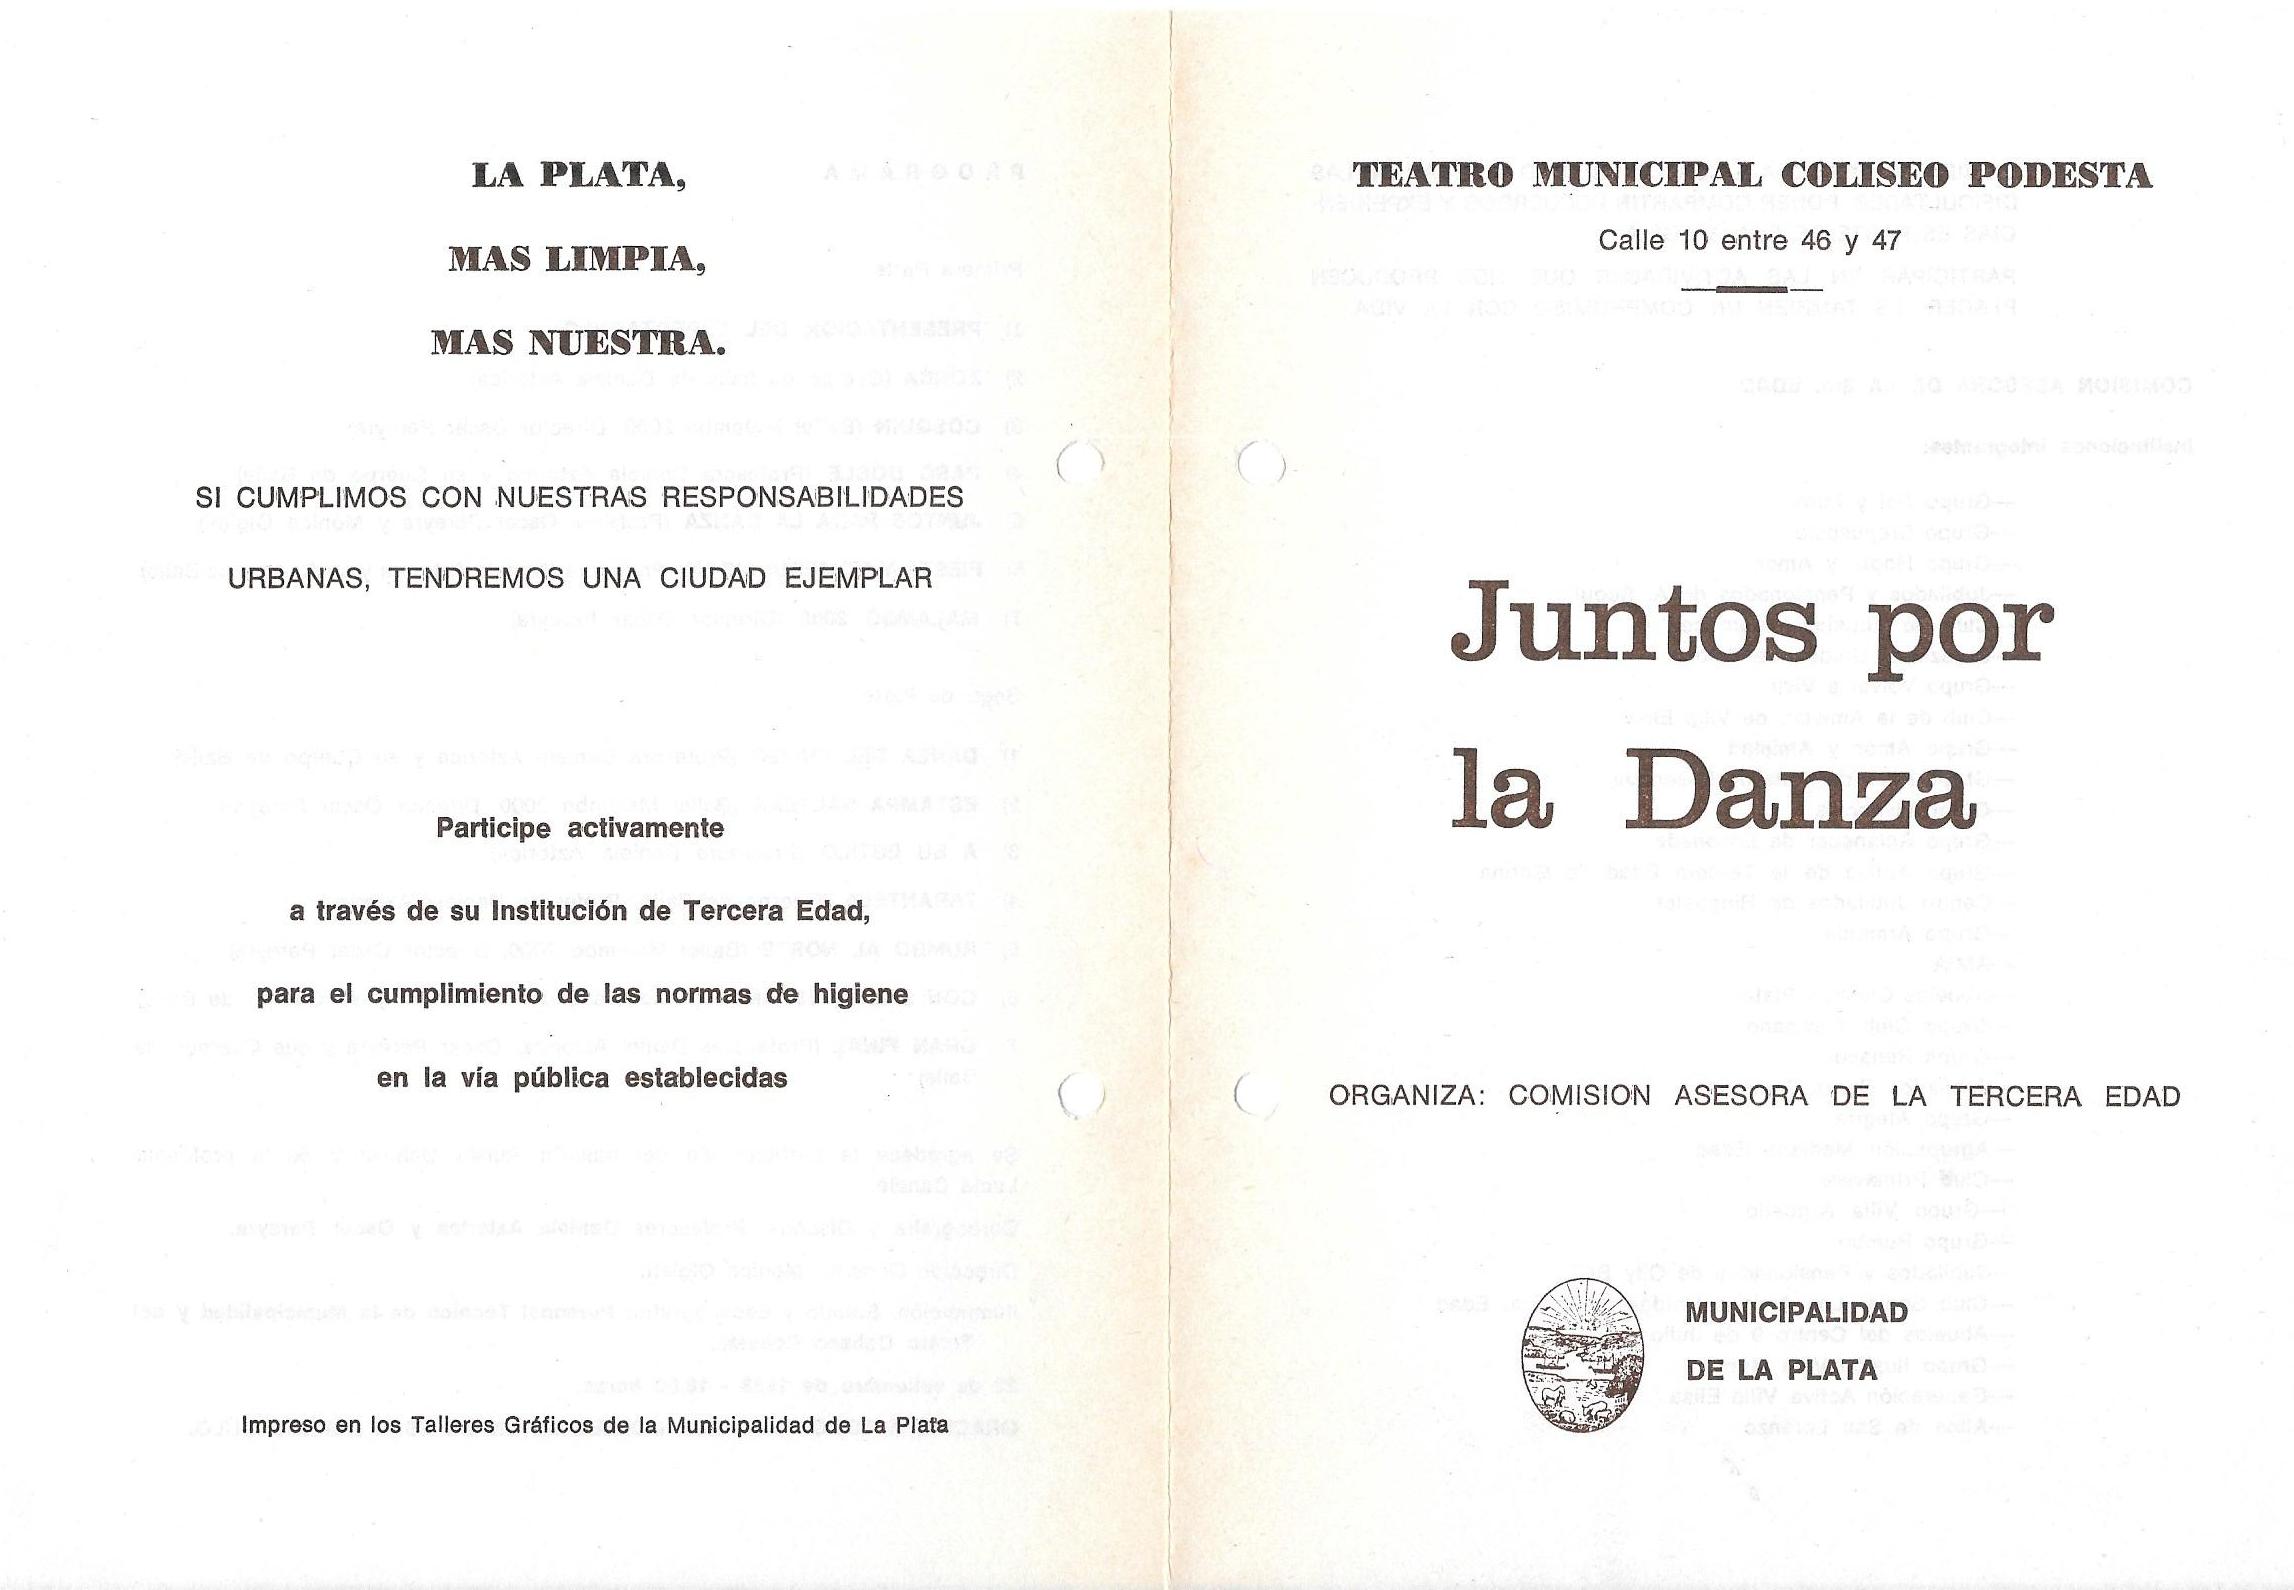 LA PLATA,
MAS LIMPIA,
MAS NUESTRA.
SI CUMPLIMOS CON NUESTRAS RESPONSABILIDADES
URBANAS, TENDREMOS UNA CIUDAD EJEMPLAR
Participe activamente
a través de su Institución de Tercera Edad,
para el cumplimiento de las normas de higiene
en la vía pública establecidas
Impreso en los Talleres Gráficos de la Municipalidad de La Plata
TEATRO MUNICIPAL COLISEO PODESTA
Calle 10 entre 46 y 47
Juntos por
la Danza
ORGANIZA: COMISION ASESORA DE LA TERCERA EDAD
MUNICIPALIDAD
DE LA PLATA